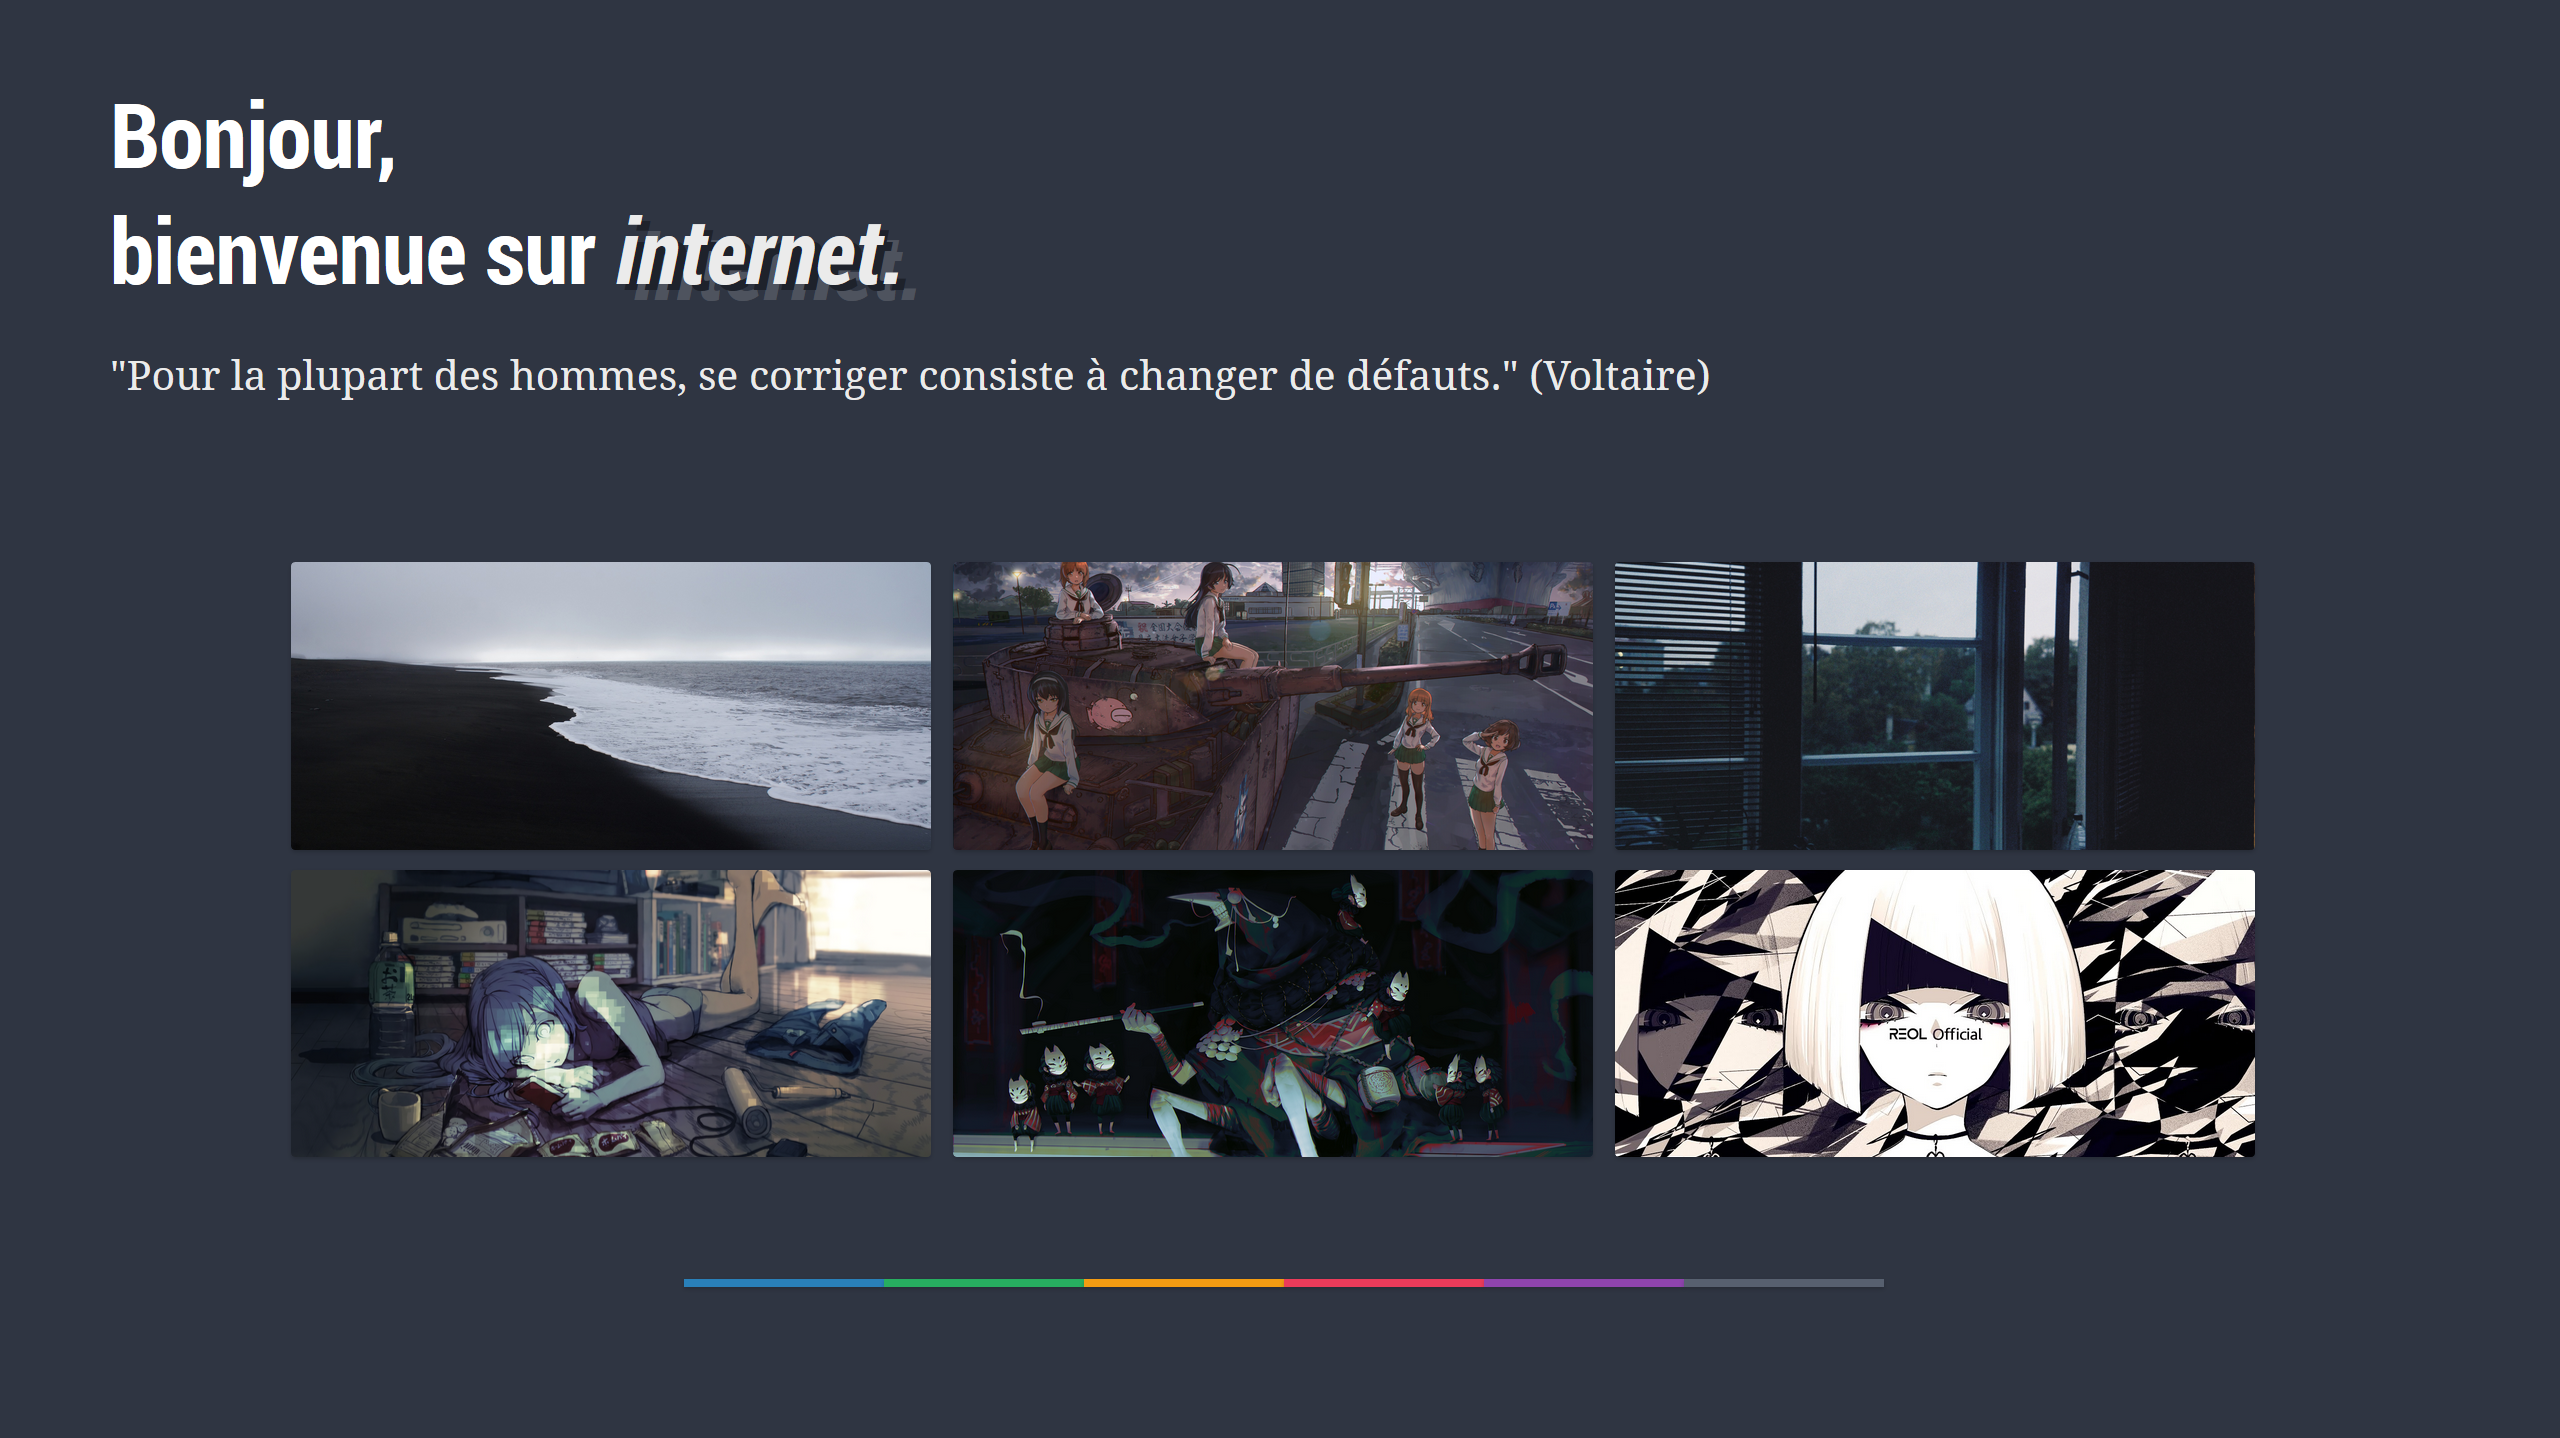 Bonjour,
bienvenue sur internet.
"Pour la plupart des hommes, se corriger consiste à changer de défauts." (Voltaire)
REOL Official